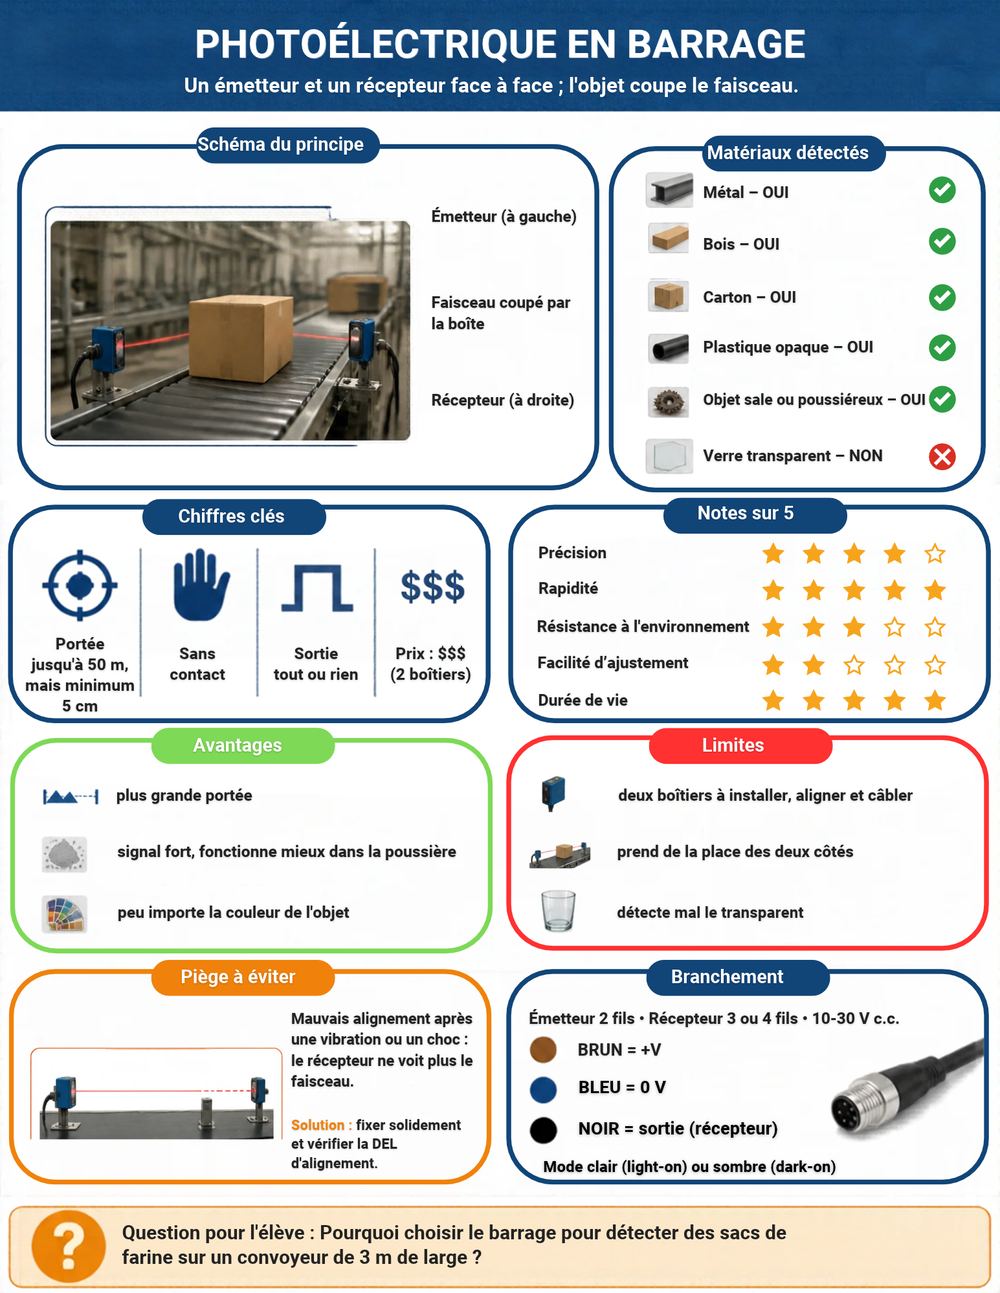 PHOTOÉLECTRIQUE EN BARRAGE
Un émetteur et un récepteur face à face ; l'objet coupe le faisceau.
Schéma du principe
Émetteur (à gauche)
Faisceau coupé par
la boîte
Récepteur (à droite)
Matériaux détectés
Métal – OUI
Bois – OUI
Carton – OUI
Plastique opaque – OUI
Objet sale ou poussiéreux – OUI
Verre transparent – NON
Chiffres clés
Portée
jusqu'à 50 m,
mais minimum
5 cm
Sans
contact
Sortie
tout ou rien
$$$
Prix : $$$
(2 boîtiers)
Notes sur 5
Précision
Rapidité
Résistance à l'environnement
Facilité d'ajustement
Durée de vie
Avantages
plus grande portée
signal fort, fonctionne mieux dans la poussière
peu importe la couleur de l'objet
Limites
deux boîtiers à installer, aligner et câbler
prend de la place des deux côtés
détecte mal le transparent
Piège à éviter
Mauvais alignement après
une vibration ou un choc :
le récepteur ne voit plus le
faisceau.
Solution : fixer solidement
et vérifier la DEL
d'alignement.
Branchement
Émetteur 2 fils • Récepteur 3 ou 4 fils • 10-30 V c.c.
BRUN = +V
BLEU = 0 V
NOIR = sortie (récepteur)
Mode clair (light-on) ou sombre (dark-on)
?
Question pour l'élève : Pourquoi choisir le barrage pour détecter des sacs de
farine sur un convoyeur de 3 m de large ?